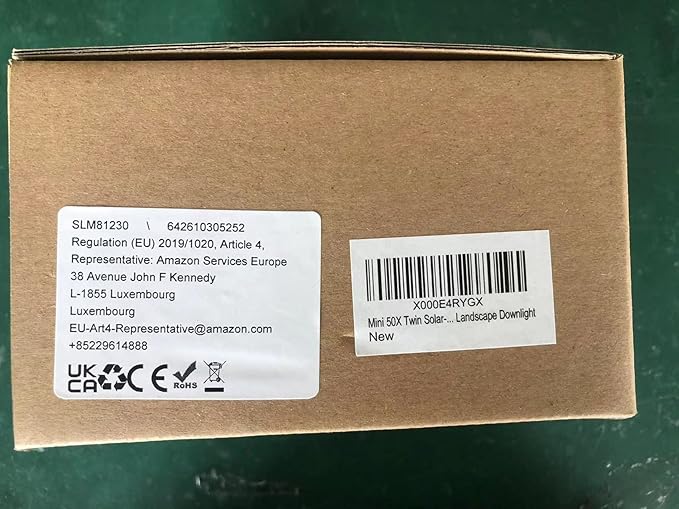 SLM81230 \ 642610305252
Regulation (EU) 2019/1020, Article 4,
Representative: Amazon Services Europe
38 Avenue John F Kennedy
L-1855 Luxembourg
Luxembourg
EU-Art4-Representative@amazon.com
+85229614888
UK
CA CE RoHS
X000E4RYGX
Mini 50X Twin Solar-... Landscape Downlight
New